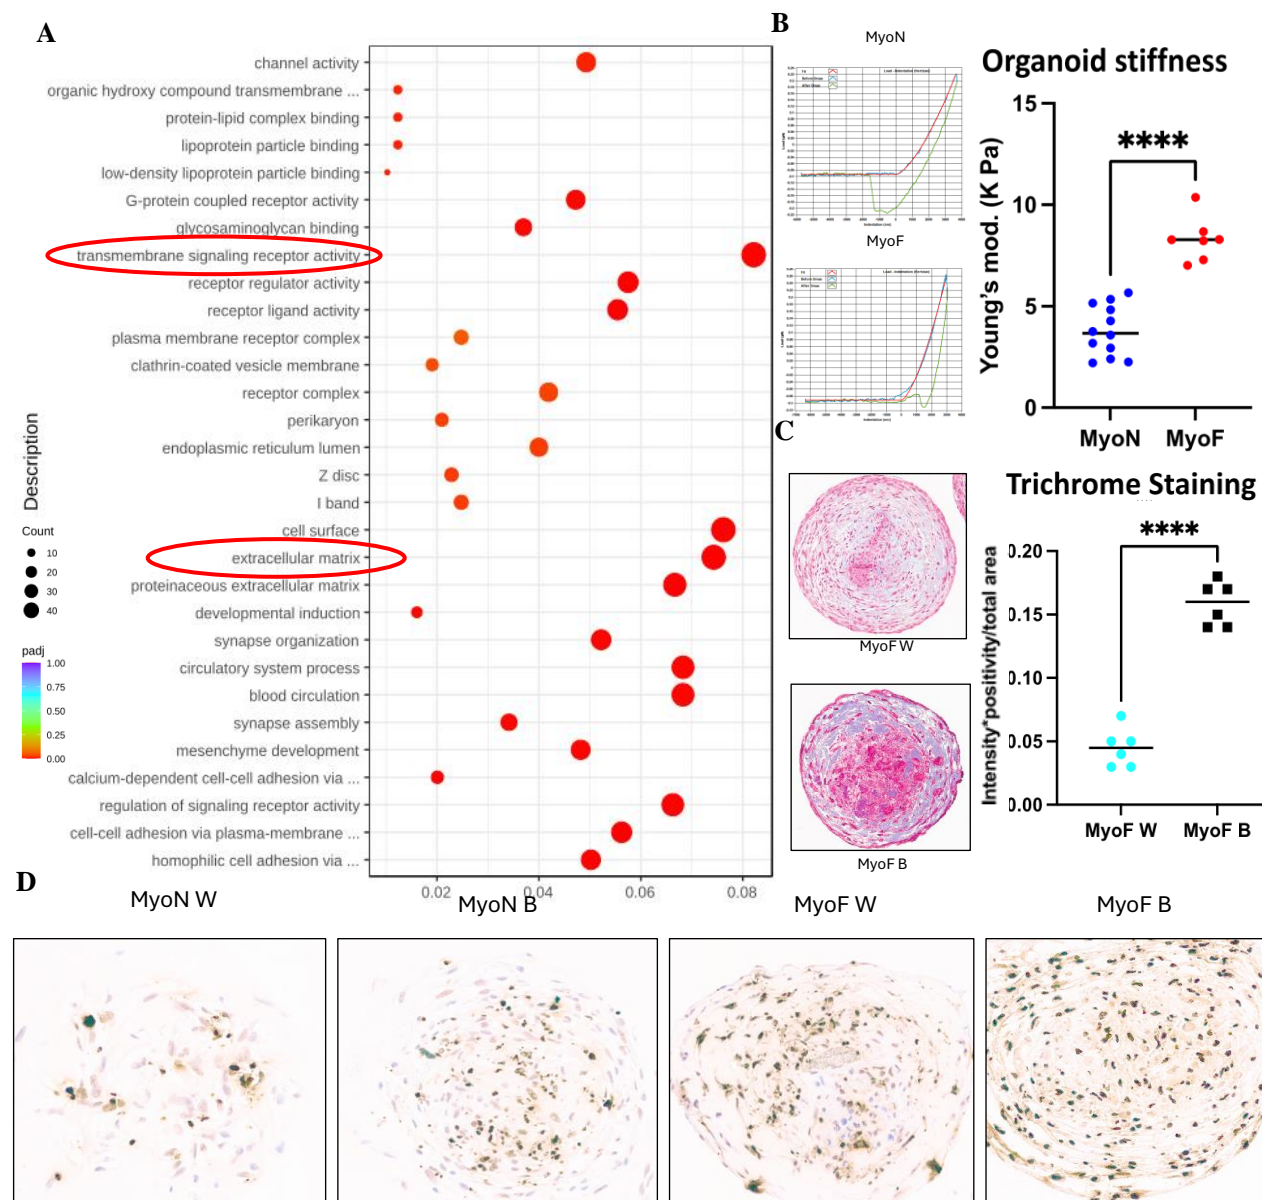 A
channel activity
organic hydroxy compound transmembrane ...
protein-lipid complex binding
lipoprotein particle binding
low-density lipoprotein particle binding
G-protein coupled receptor activity
glycosaminoglycan binding
transmembrane signaling receptor activity
receptor regulator activity
receptor ligand activity
plasma membrane receptor complex
clathrin-coated vesicle membrane
receptor complex
perikaryon
endoplasmic reticulum lumen
Z disc
I band
cell surface
extracellular matrix
proteinaceous extracellular matrix
developmental induction
synapse organization
circulatory system process
blood circulation
synapse assembly
mesenchyme development
calcium-dependent cell-cell adhesion via ...
regulation of signaling receptor activity
cell-cell adhesion via plasma-membrane ...
homophilic cell adhesion via ...
0.02 0.04 0.06 0.08
Description
Count
10
20
30
40
padj
1.00
0.75
0.50
0.25
0.00
B
MyoN
MyoF
Organoid stiffness
Young's mod. (K Pa)
15
10
5
0
****
MyoN MyoF
C
MyoF W
MyoF B
Trichrome Staining
Intensity*positivity/total area
0.20
0.15
0.10
0.05
0.00
****
MyoF W MyoF B
D
MyoN W
MyoN B
MyoF W
MyoF B